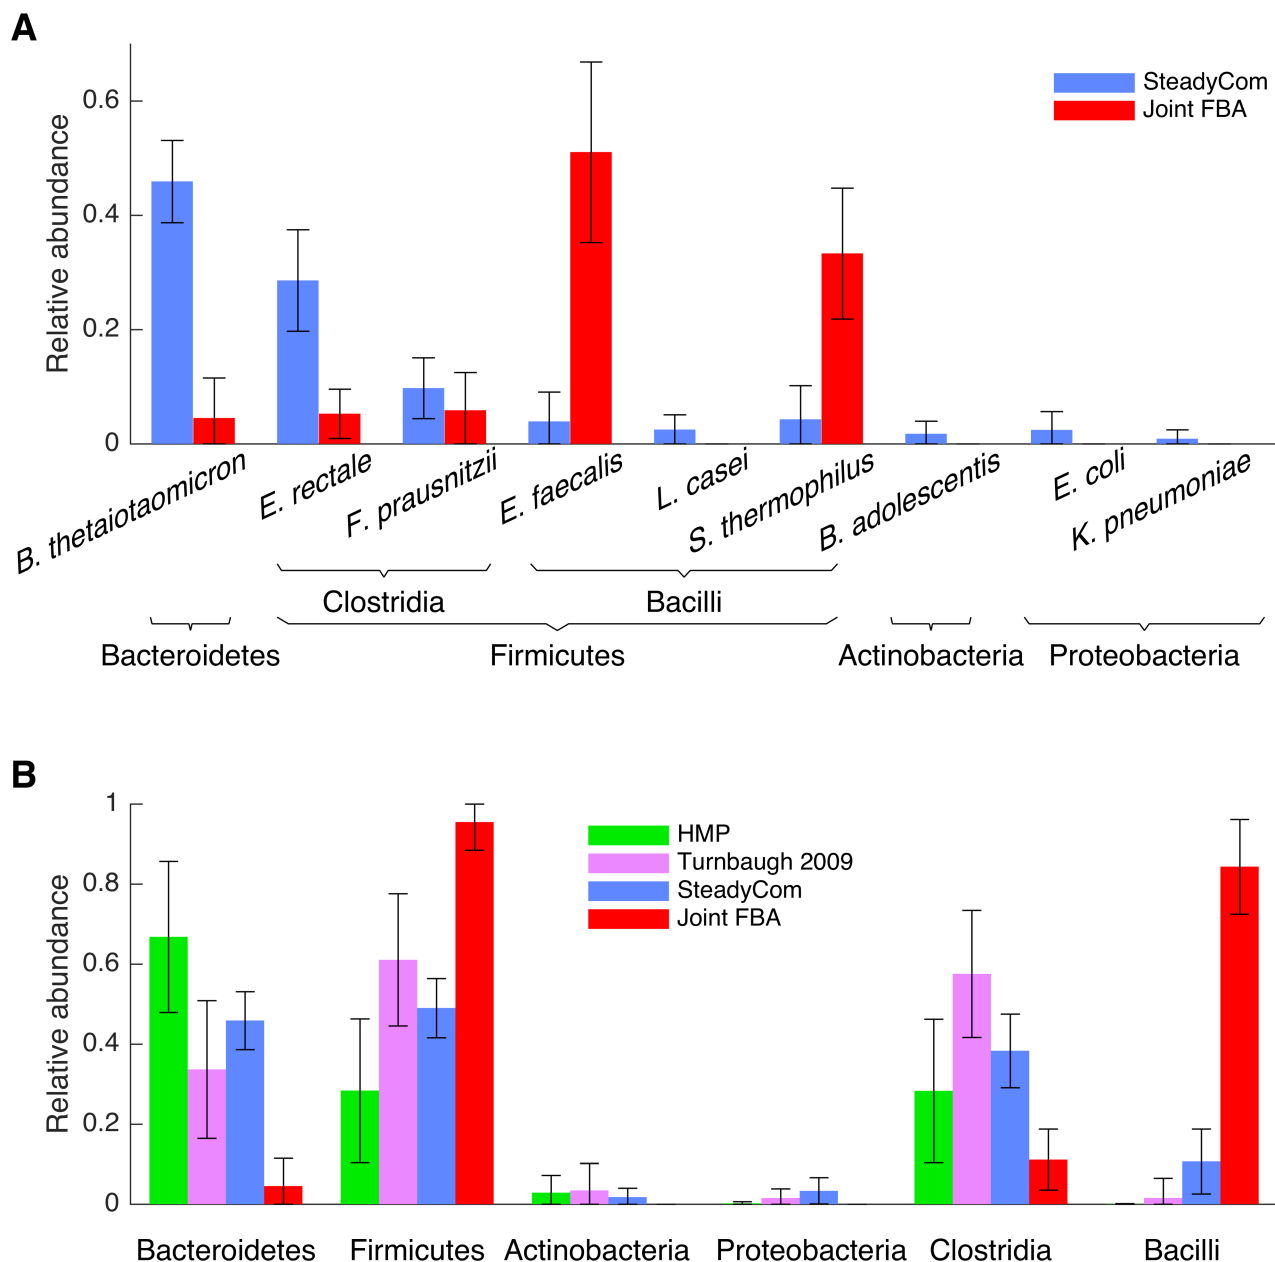 A
SteadyCom
Joint FBA
Relative abundance
0.6
0.4
0.2
0
B. thetaiotaomicron
E. rectale
F. prausnitzii
E. faecalis
L. casei
S. thermophilus
B. adolescentis
E. coli
K. pneumoniae
Clostridia
Bacilli
Bacteroidetes
Firmicutes
Actinobacteria
Proteobacteria
B
HMP
Turnbaugh 2009
SteadyCom
Joint FBA
Relative abundance
1
0.8
0.6
0.4
0.2
0
Bacteroidetes
Firmicutes
Actinobacteria
Proteobacteria
Clostridia
Bacilli